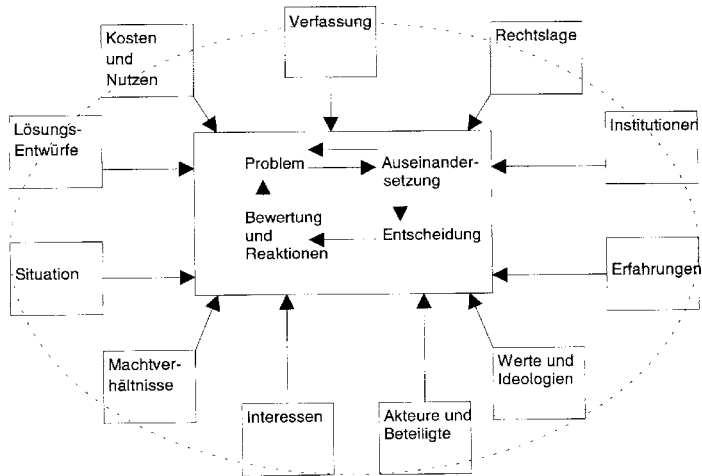 Verfassung
Kosten
und
Nutzen
Rechtslage
Lösungs-
Entwürfe
Institutionen
Problem
Auseinander-
setzung
Bewertung
und
Reaktionen
Entscheidung
Situation
Erfahrungen
Machtver-
hältnisse
Werte und
Ideologien
Interessen
Akteure und
Beteiligte